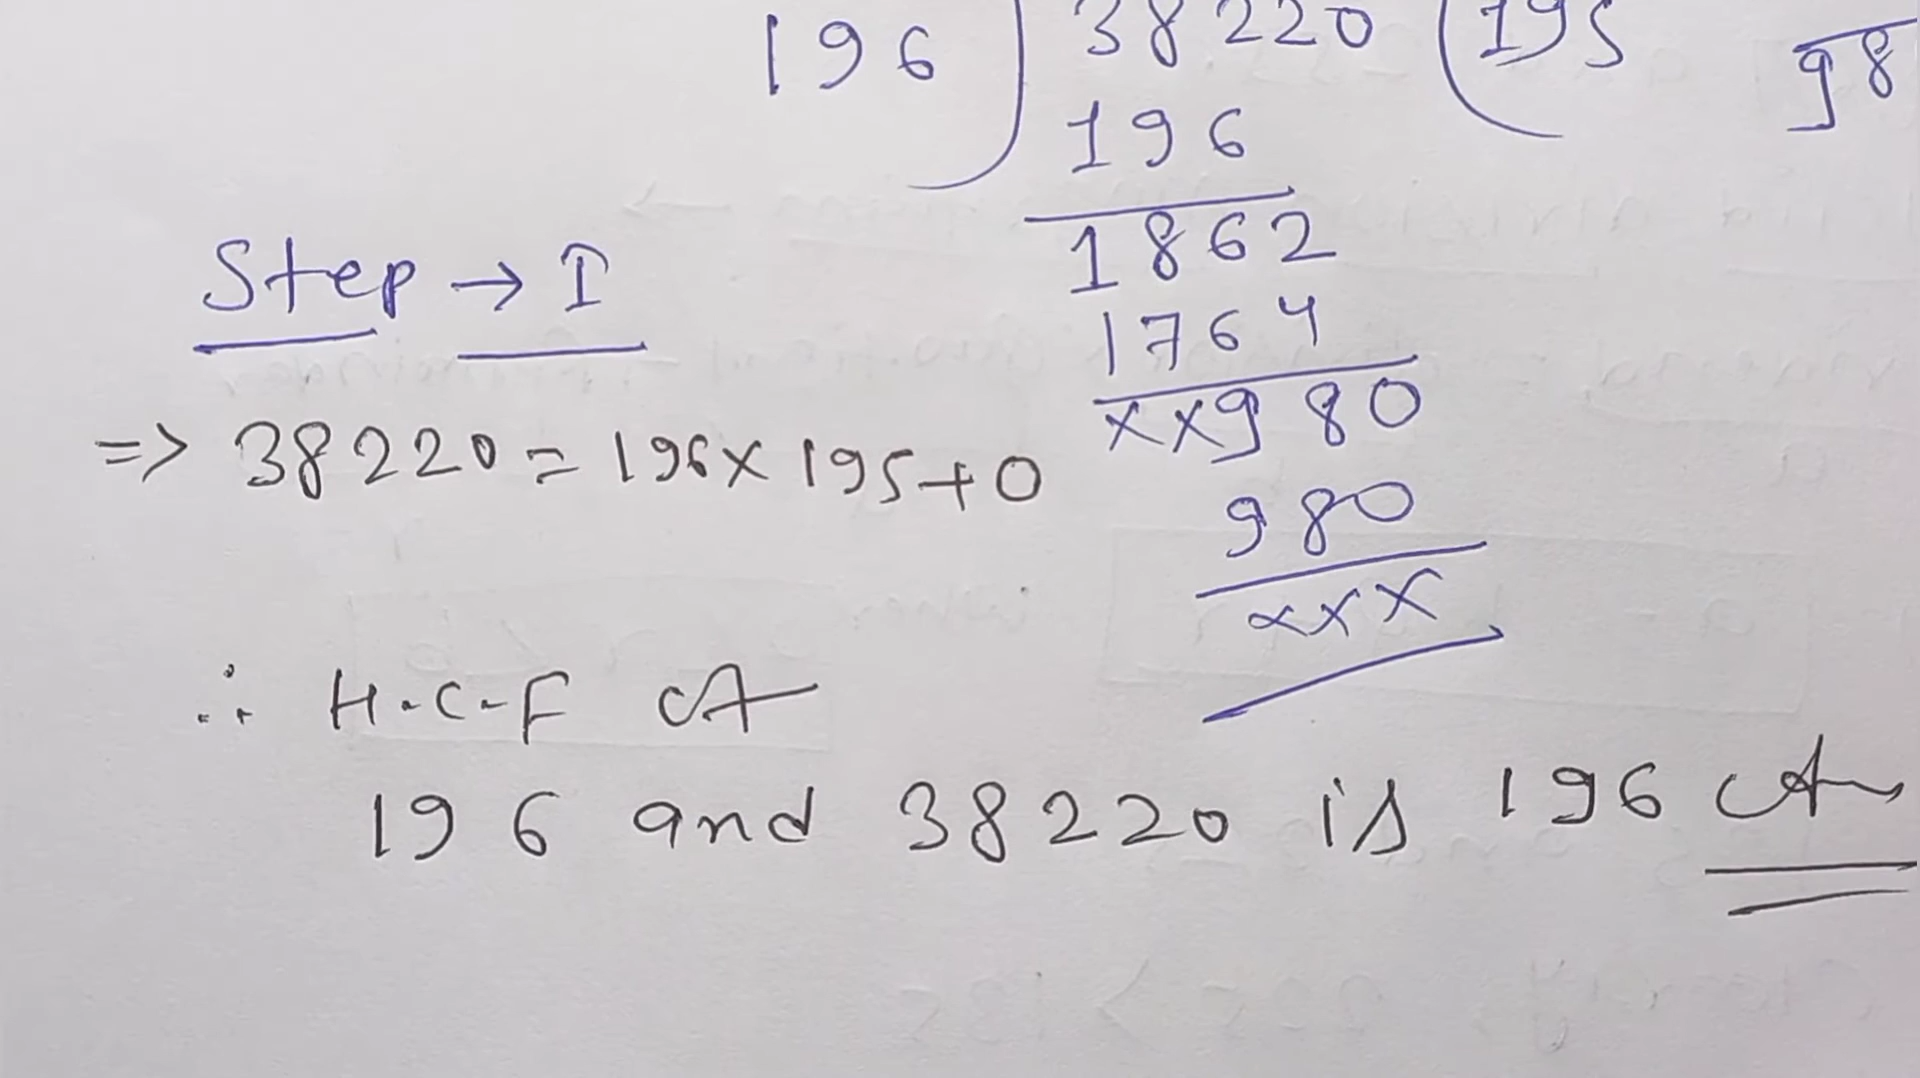 196 ) 38220 ( 195
98
196
1862
1764
xx980
980
xxx
Step → I
=> 38220 = 196 x 195 + 0
∴ H.C.F of
196 and 38220 is 196